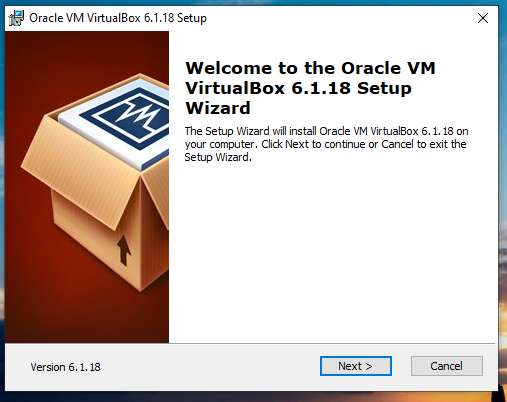 Oracle VM VirtualBox 6.1.18 Setup
Welcome to the Oracle VM
VirtualBox 6.1.18 Setup
Wizard
The Setup Wizard will install Oracle VM VirtualBox 6.1.18 on
your computer. Click Next to continue or Cancel to exit the
Setup Wizard.
Version 6.1.18
Next >
Cancel